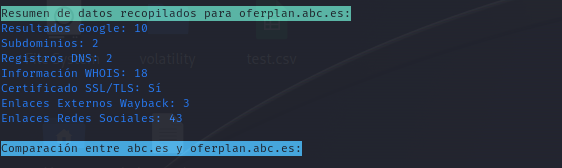 Resumen de datos recopilados para oferplan.abc.es:
Resultados Google: 10
Subdominios: 2
Registros DNS: 2
Información WHOIS: 18
volatility
test.csv
Certificado SSL/TLS: Sí
Enlaces Externos Wayback: 3
Enlaces Redes Sociales: 43
Comparación entre abc.es y oferplan.abc.es: